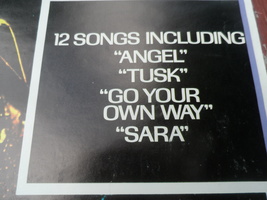 12 SONGS INCLUDING
"ANGEL"
"TUSK"
"GO YOUR
OWN WAY"
"SARA"